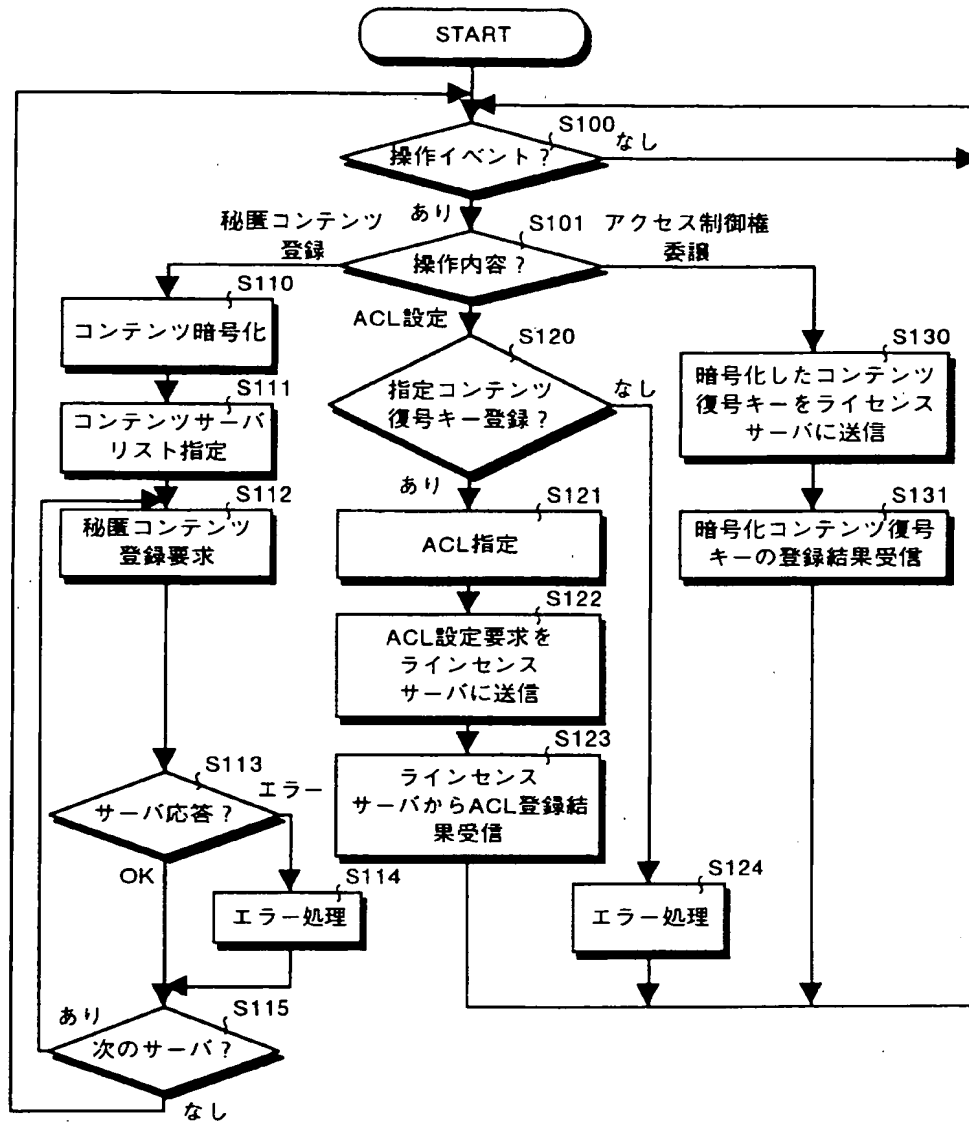 START
S100
操作イベント？
なし
あり
秘匿コンテンツ
登録
S101
アクセス制御権
委譲
操作内容？
S110
コンテンツ暗号化
S111
コンテンツサーバ
リスト指定
S112
秘匿コンテンツ
登録要求
S113
サーバ応答？
エラー
OK
S114
エラー処理
S115
あり
次のサーバ？
なし
ACL設定
S120
指定コンテンツ
復号キー登録？
なし
あり
S121
ACL指定
S122
ACL設定要求を
ラインセンス
サーバに送信
S123
ラインセンス
サーバからACL登録結
果受信
S124
エラー処理
S130
暗号化したコンテンツ
復号キーをライセンス
サーバに送信
S131
暗号化コンテンツ復号
キーの登録結果受信